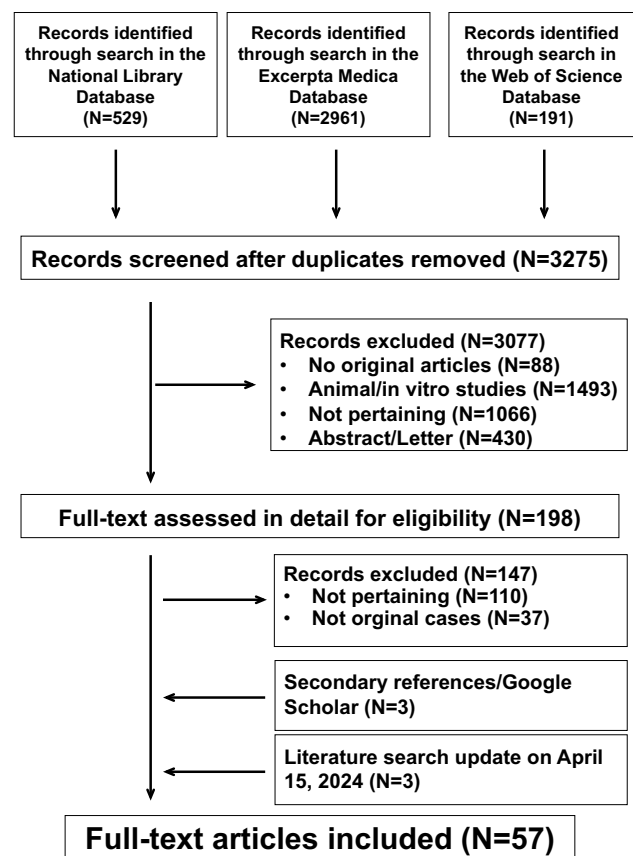 Records identified
through search in the
National Library
Database
(N=529)
Records identified
through search in the
Excerpta Medica
Database
(N=2961)
Records identified
through search in
the Web of Science
Database
(N=191)
Records screened after duplicates removed (N=3275)
Records excluded (N=3077)
• No original articles (N=88)
• Animal/in vitro studies (N=1493)
• Not pertaining (N=1066)
• Abstract/Letter (N=430)
Full-text assessed in detail for eligibility (N=198)
Records excluded (N=147)
• Not pertaining (N=110)
• Not orginal cases (N=37)
Secondary references/Google
Scholar (N=3)
Literature search update on April
15, 2024 (N=3)
Full-text articles included (N=57)